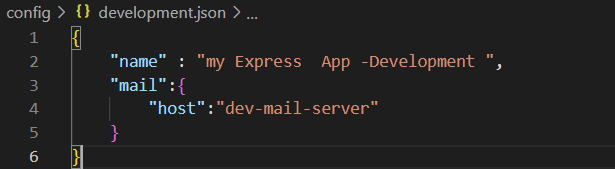 config > {} development.json > ...
1 {
2 "name" : "my Express  App -Development ",
3 "mail":{
4 "host":"dev-mail-server"
5 }
6 }